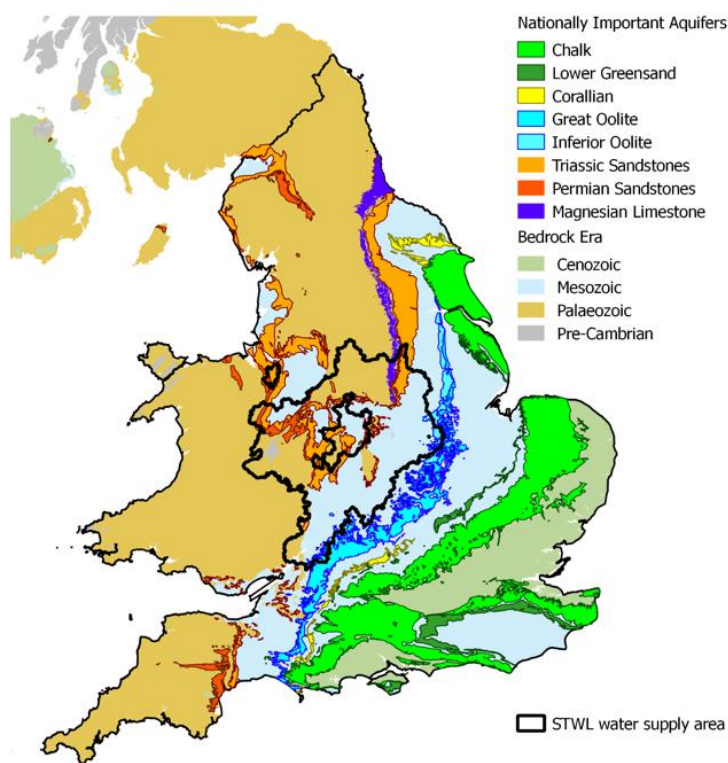 Nationally Important Aquifers
Chalk
Lower Greensand
Corallian
Great Oolite
Inferior Oolite
Triassic Sandstones
Permian Sandstones
Magnesian Limestone
Bedrock Era
Cenozoic
Mesozoic
Palaeozoic
Pre-Cambrian
STWL water supply area